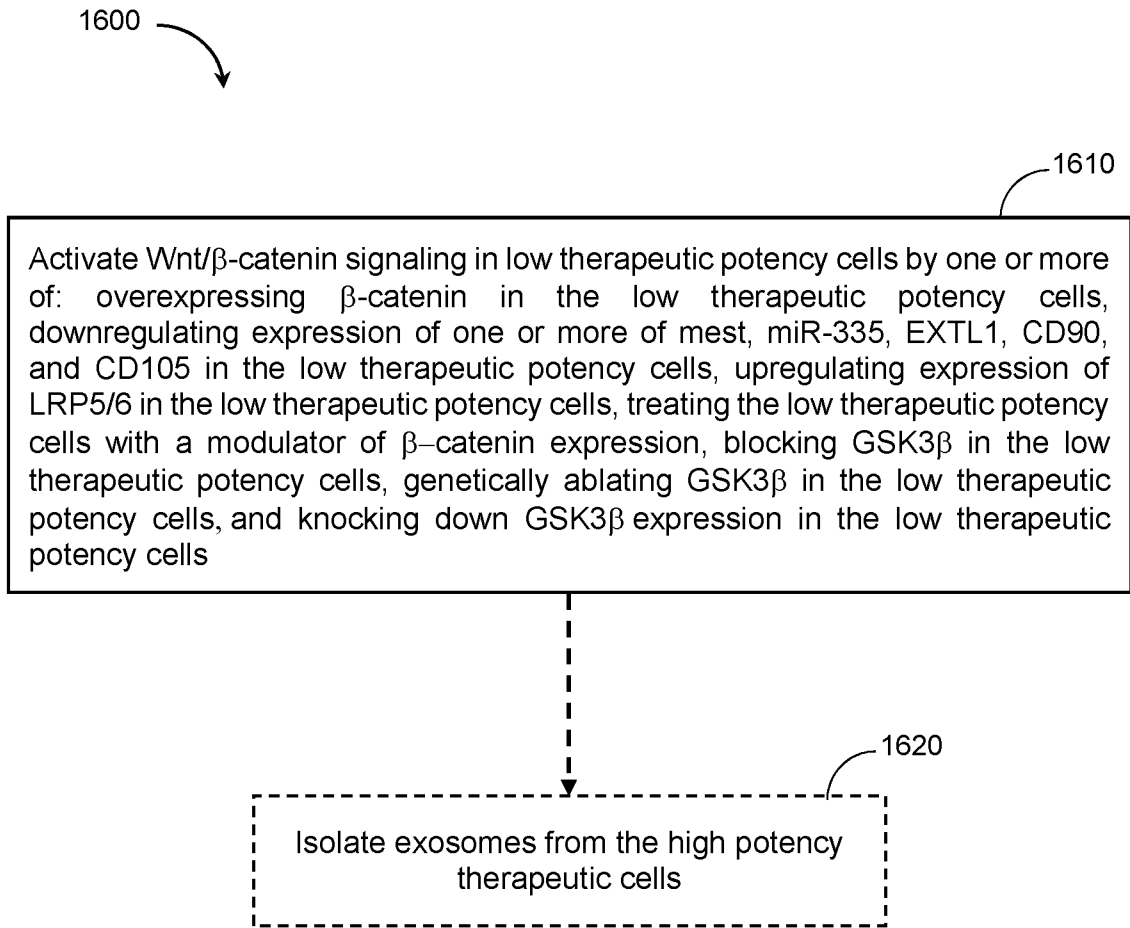 1600
1610
Activate Wnt/β-catenin signaling in low therapeutic potency cells by one or more
of: overexpressing β-catenin in the low therapeutic potency cells,
downregulating expression of one or more of mest, miR-335, EXTL1, CD90,
and CD105 in the low therapeutic potency cells, upregulating expression of
LRP5/6 in the low therapeutic potency cells, treating the low therapeutic potency
cells with a modulator of β–catenin expression, blocking GSK3β in the low
therapeutic potency cells, genetically ablating GSK3β in the low therapeutic
potency cells, and knocking down GSK3β expression in the low therapeutic
potency cells
1620
Isolate exosomes from the high potency
therapeutic cells